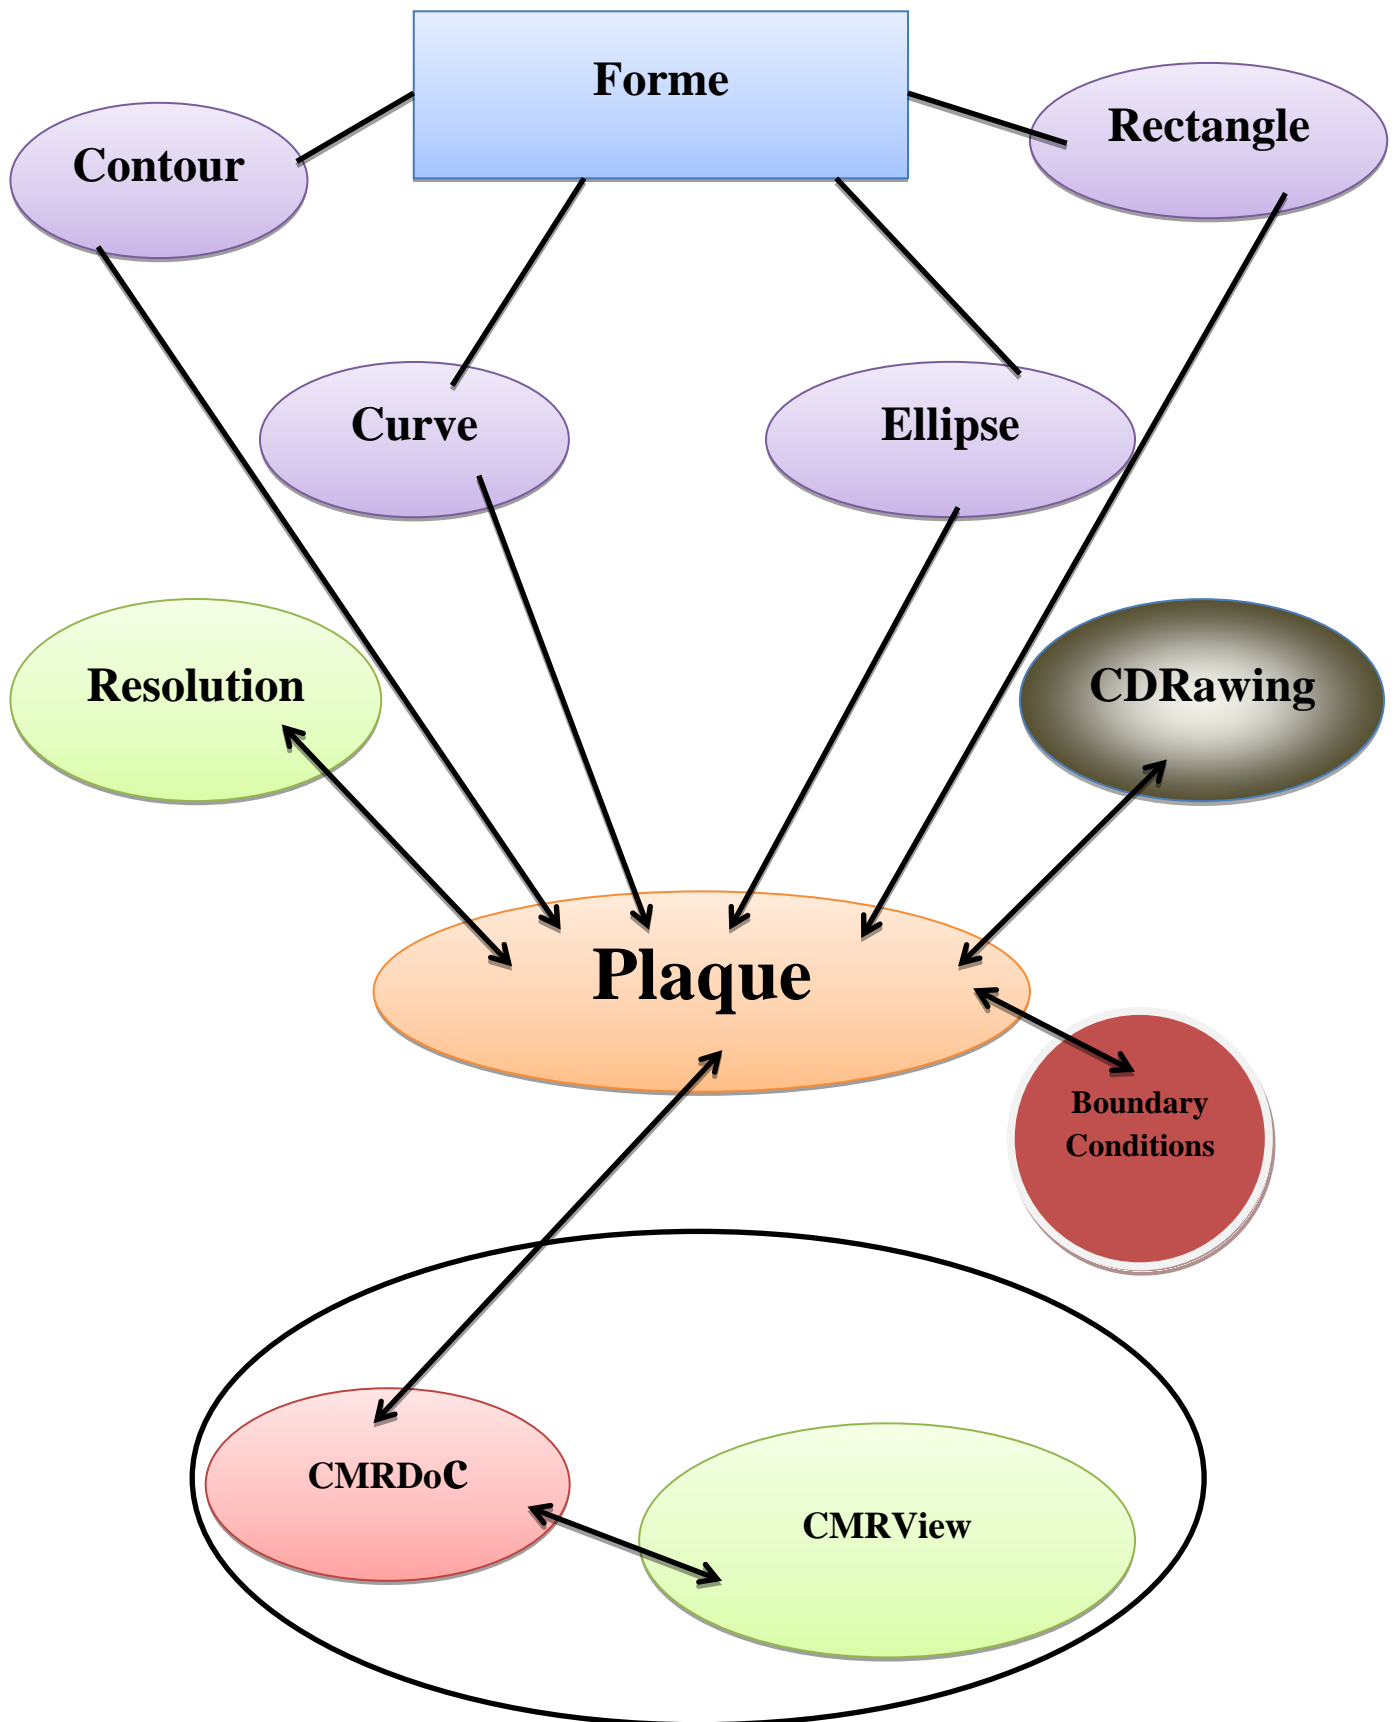 Forme
Rectangle
Contour
Curve
Ellipse
Resolution
CDRawing
Plaque
Boundary
Conditions
CMRDoC
CMRView